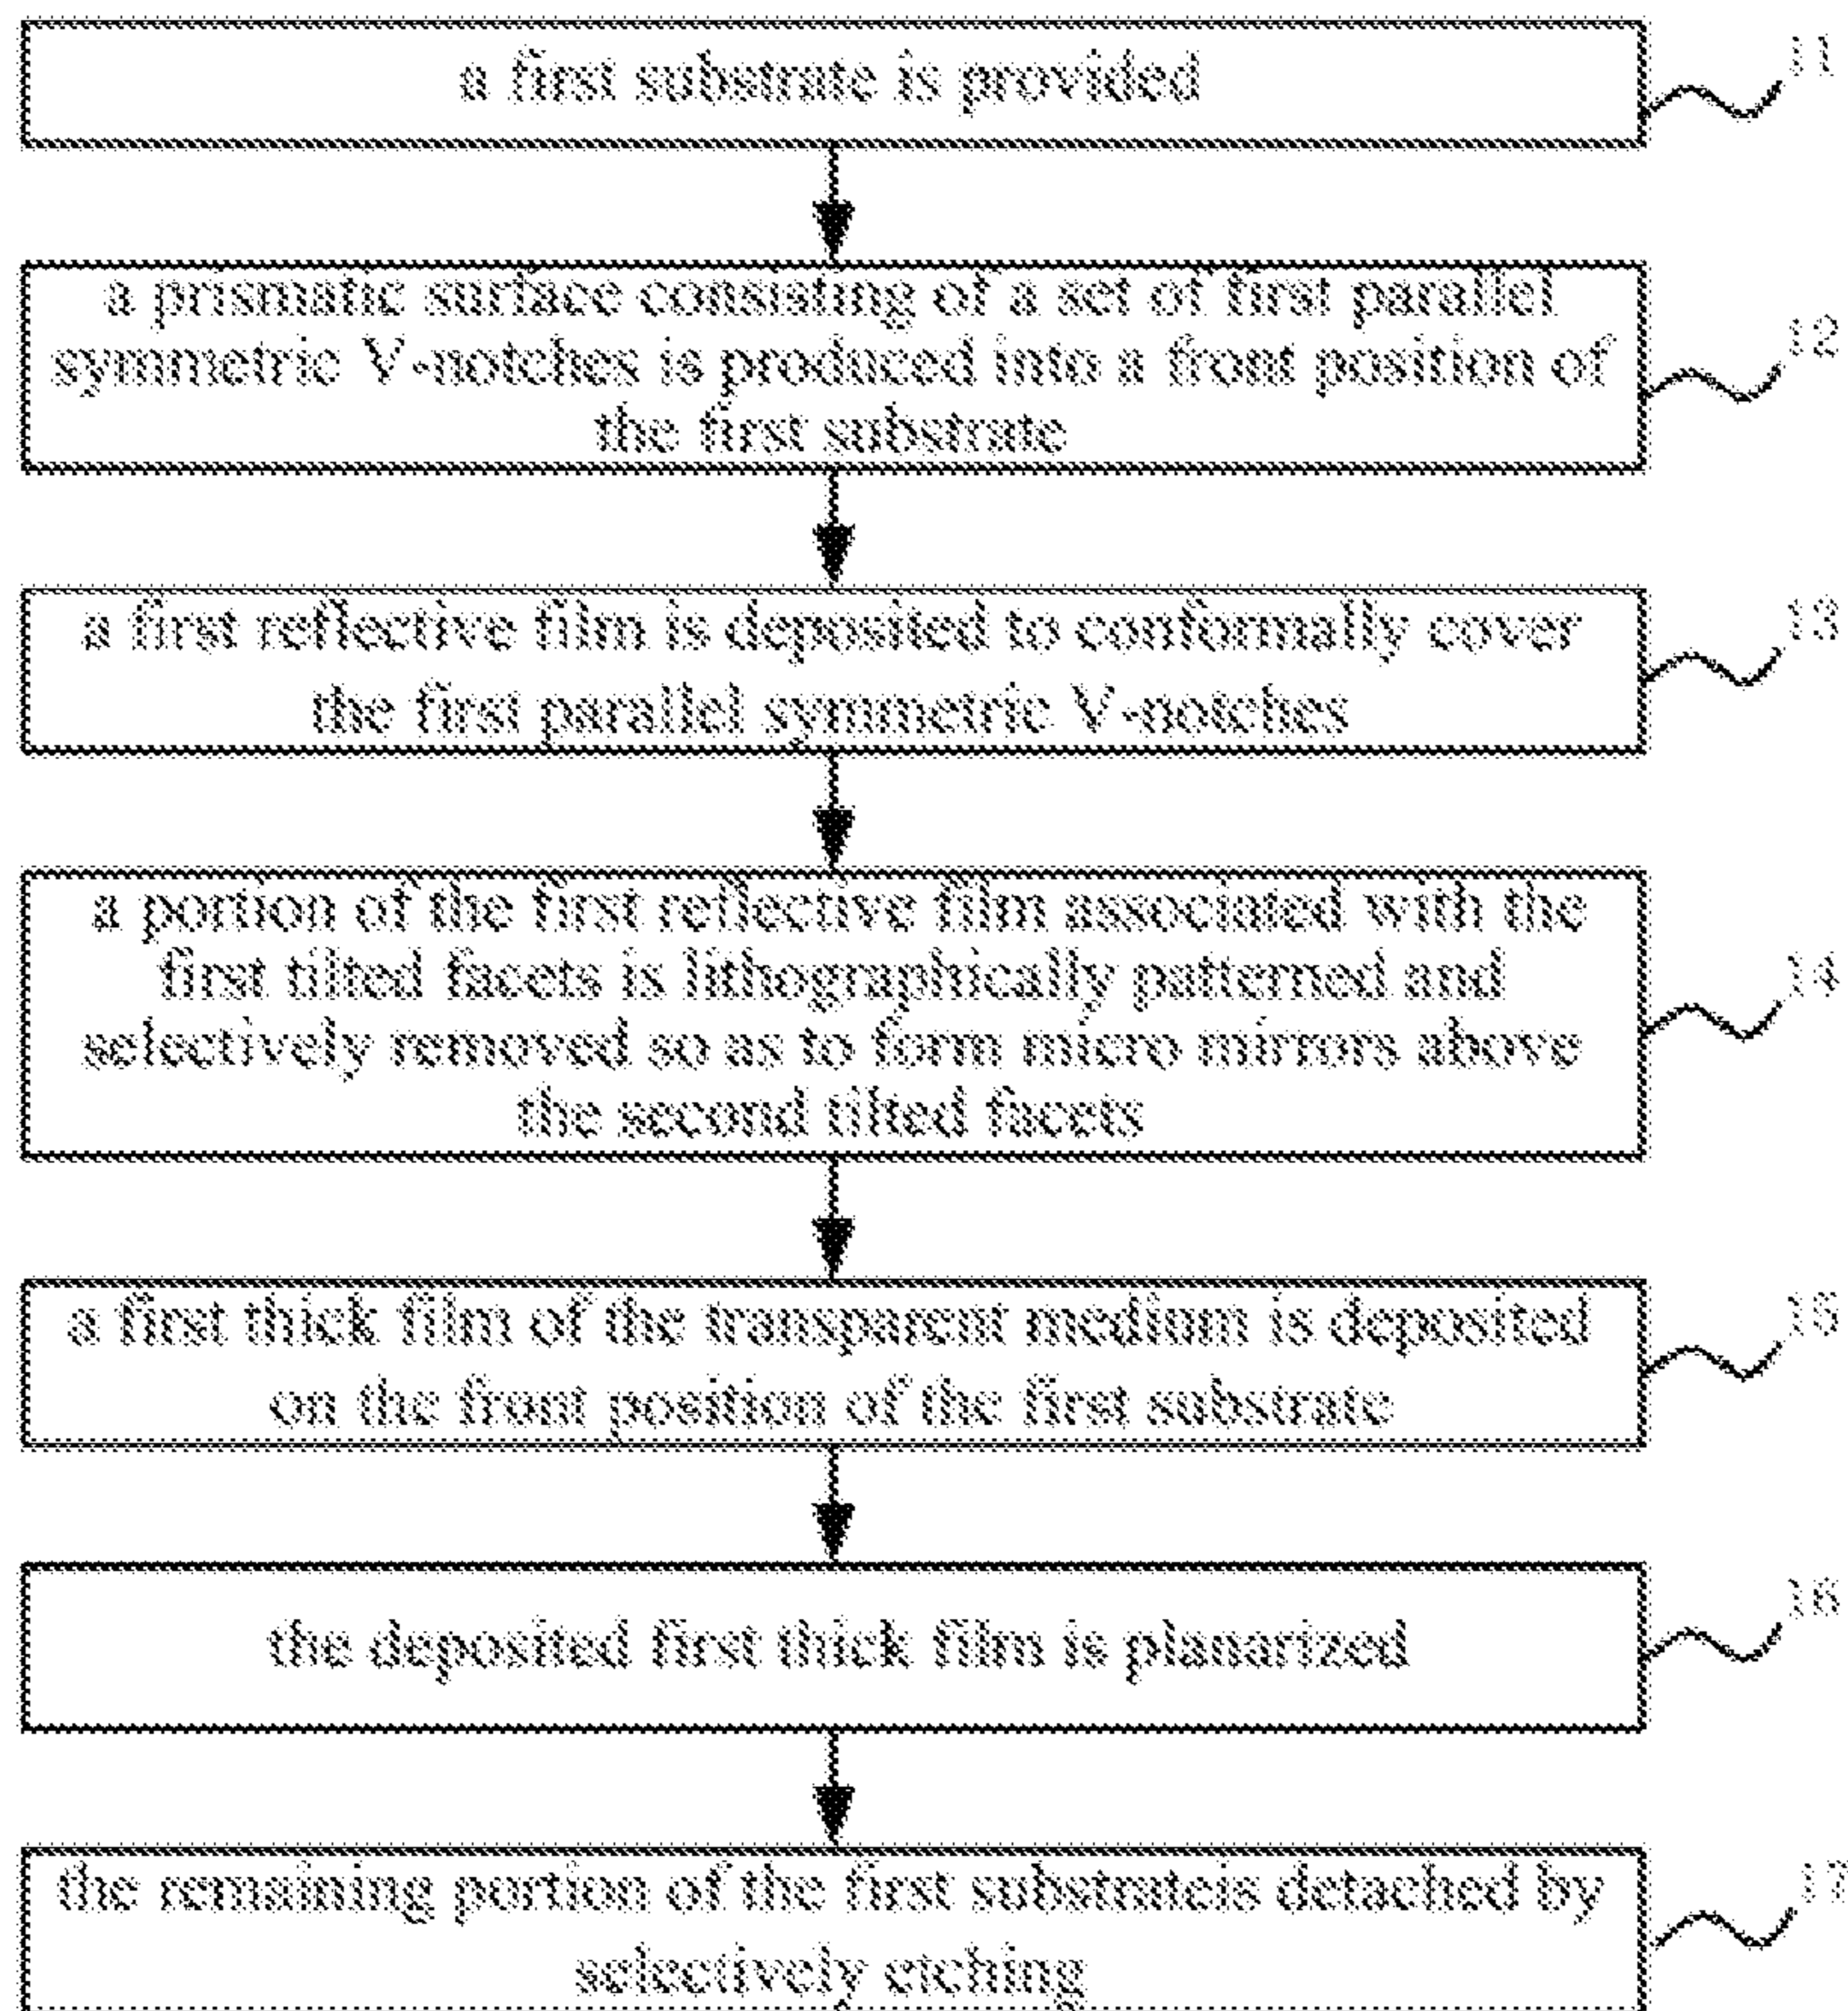 a first substrate is provided
11
a prismatic surface consisting of a set of first parallel
symmetric V-notches is produced into a front position of
the first substrate
12
a first reflective film is deposited to conformally cover
the first parallel symmetric V-notches
13
a portion of the first reflective film associated with the
first tilted facets is lithographically patterned and
selectively removed so as to form micro mirrors above
the second tilted facets
14
a first thick film of the transparent medium is deposited
on the front position of the first substrate
15
the deposited first thick film is planarized
16
the remaining portion of the first substrateis detached by
selectively etching
17